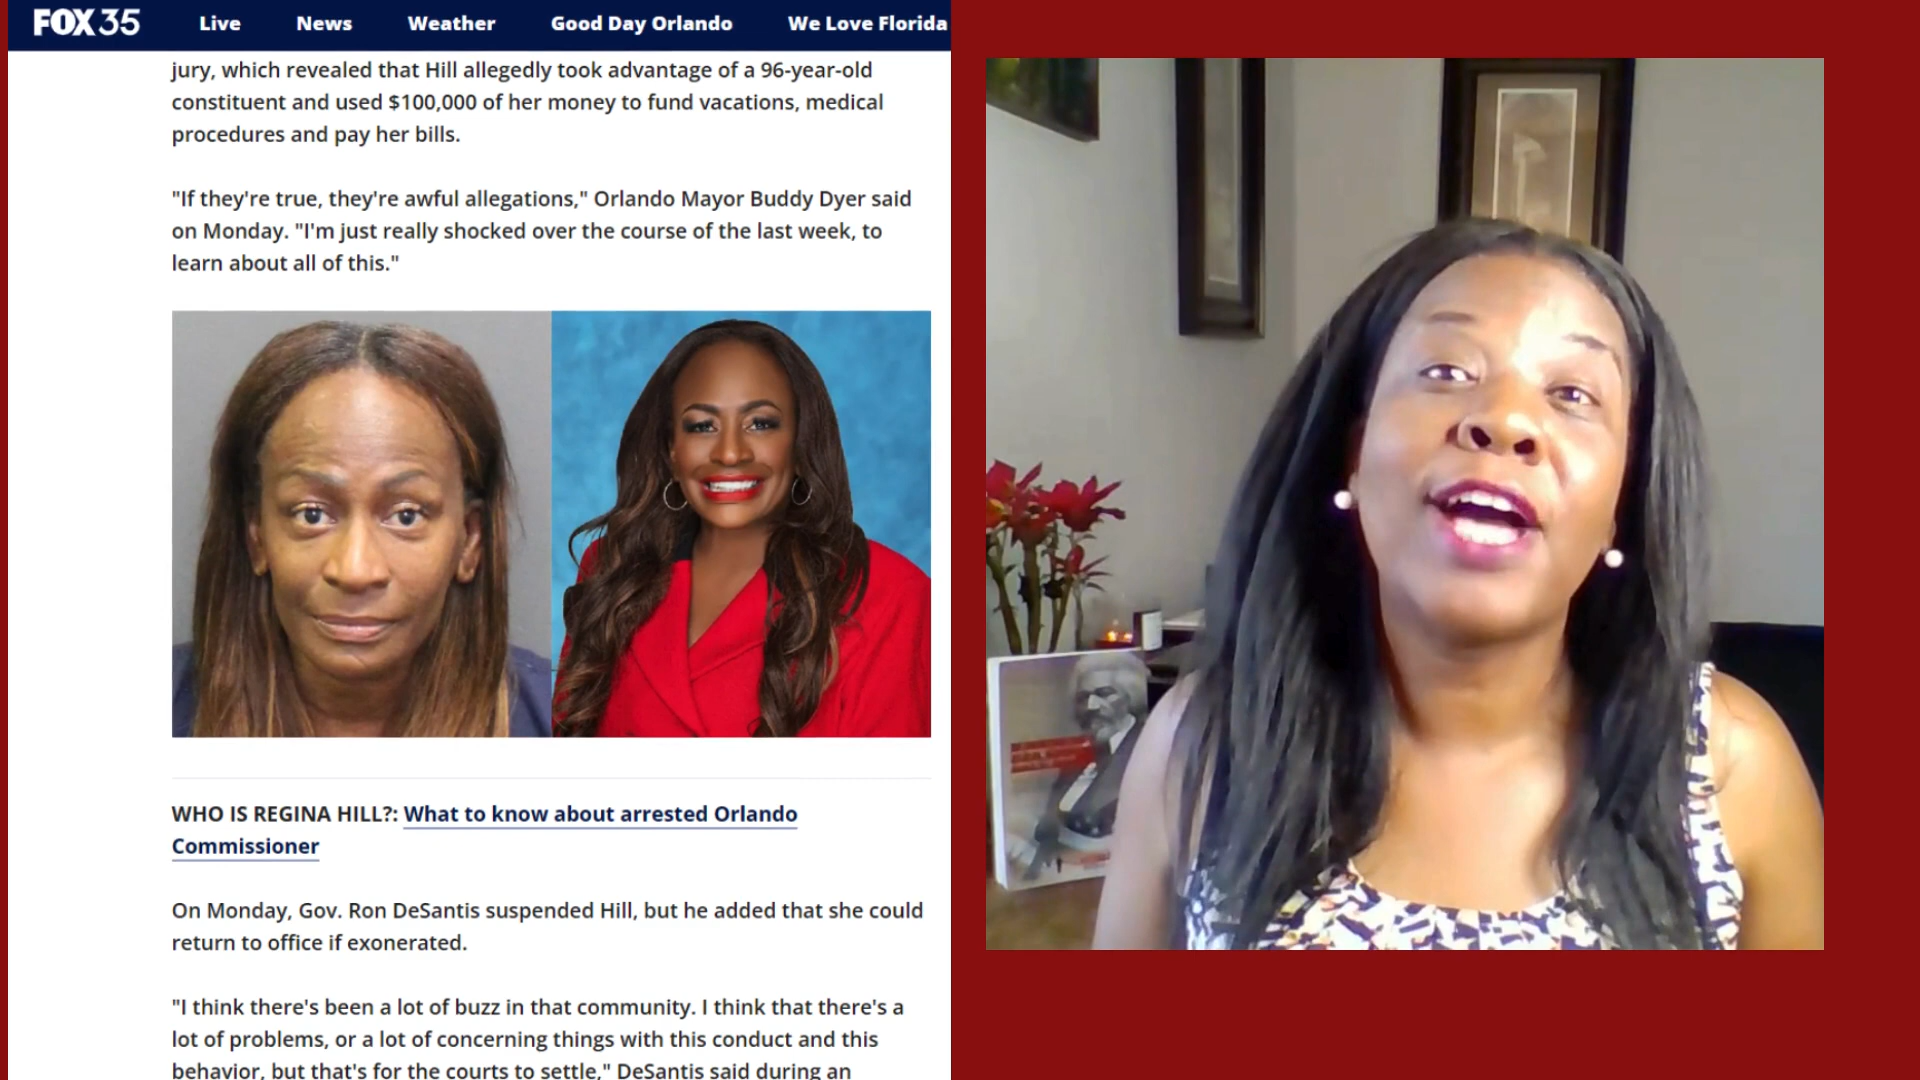 FOX 35
Live News Weather Good Day Orlando We Love Florida
jury, which revealed that Hill allegedly took advantage of a 96-year-old
constituent and used $100,000 of her money to fund vacations, medical
procedures and pay her bills.
"If they're true, they're awful allegations," Orlando Mayor Buddy Dyer said
on Monday. "I'm just really shocked over the course of the last week, to
learn about all of this."
WHO IS REGINA HILL?: What to know about arrested Orlando
Commissioner
On Monday, Gov. Ron DeSantis suspended Hill, but he added that she could
return to office if exonerated.
"I think there's been a lot of buzz in that community. I think that there's a
lot of problems, or a lot of concerning things with this conduct and this
behavior, but that's for the courts to settle," DeSantis said during an